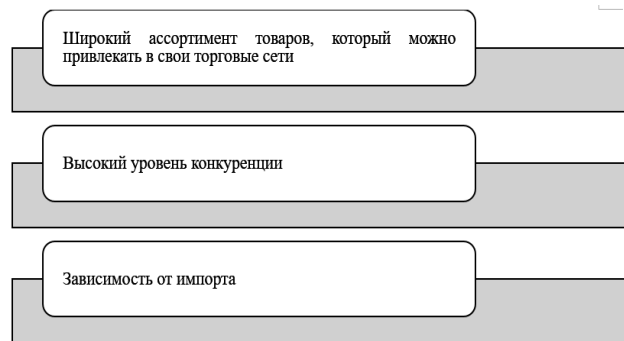 Широкий ассортимент товаров, который можно
привлекать в свои торговые сети
Высокий уровень конкуренции
Зависимость от импорта